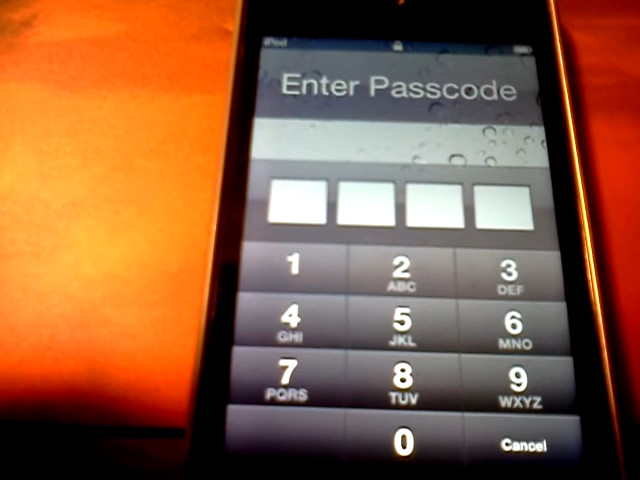 iPod
Enter Passcode
1 2 3
ABC DEF
4 5 6
GHI JKL MNO
7 8 9
PQRS TUV WXYZ
0 Cancel